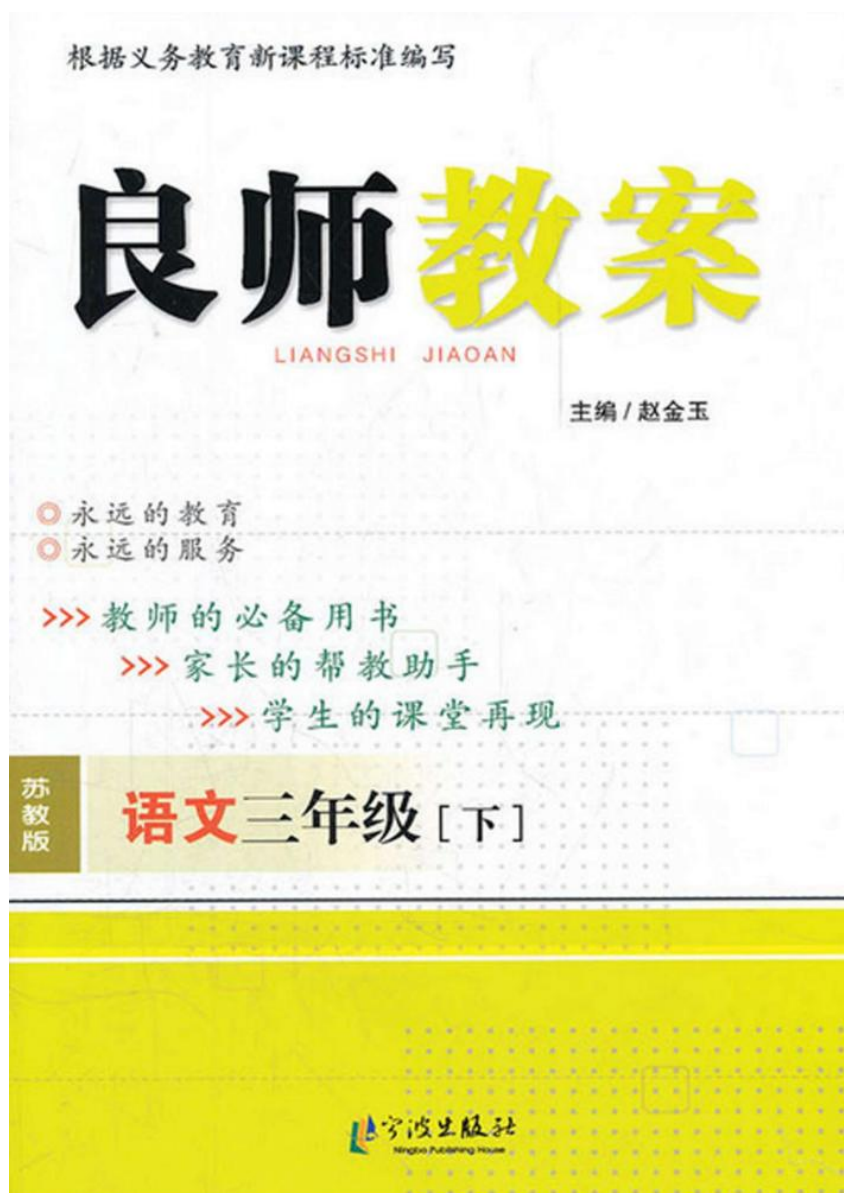 根据义务教育新课程标准编写
良师教案
LIANGSHI JIAOAN
主编/赵金玉
永远的教育
永远的服务
>>> 教师的必备用书
>>> 家长的帮教助手
>>> 学生的课堂再现
苏教版
语文三年级[下]
宁波出版社
Ningbo Publishing House